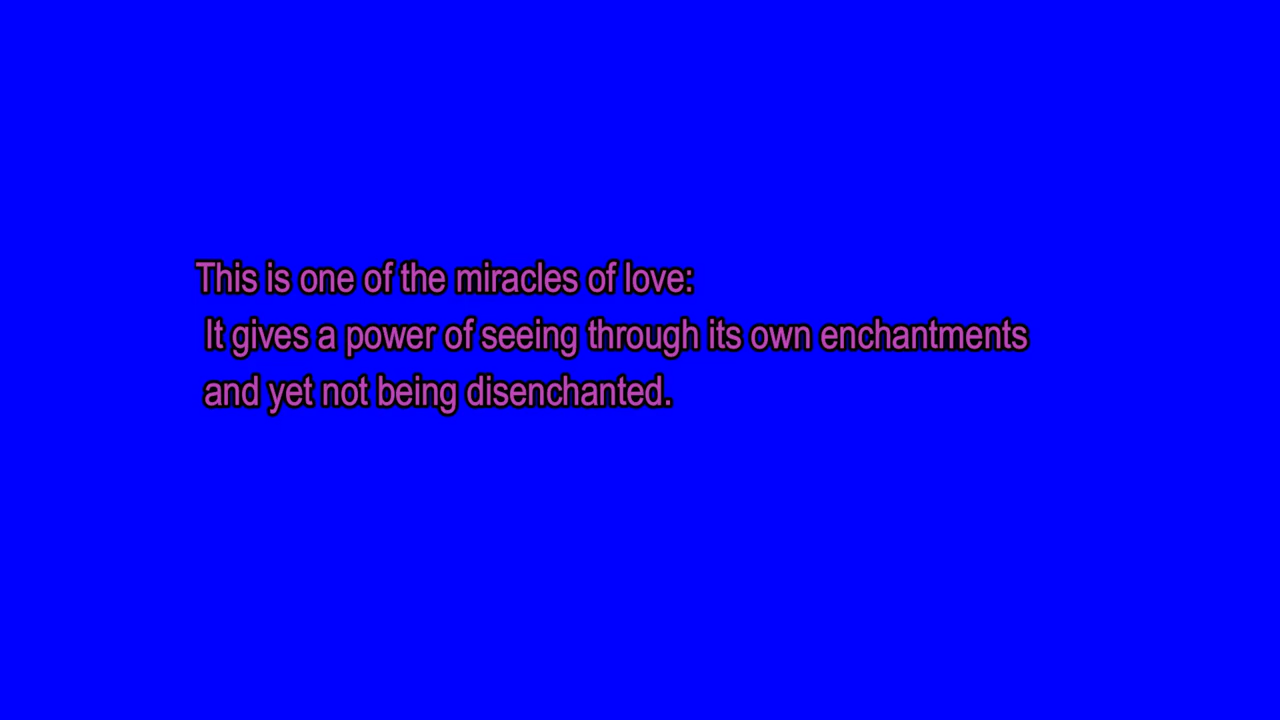 This is one of the miracles of love:
It gives a power of seeing through its own enchantments
and yet not being disenchanted.